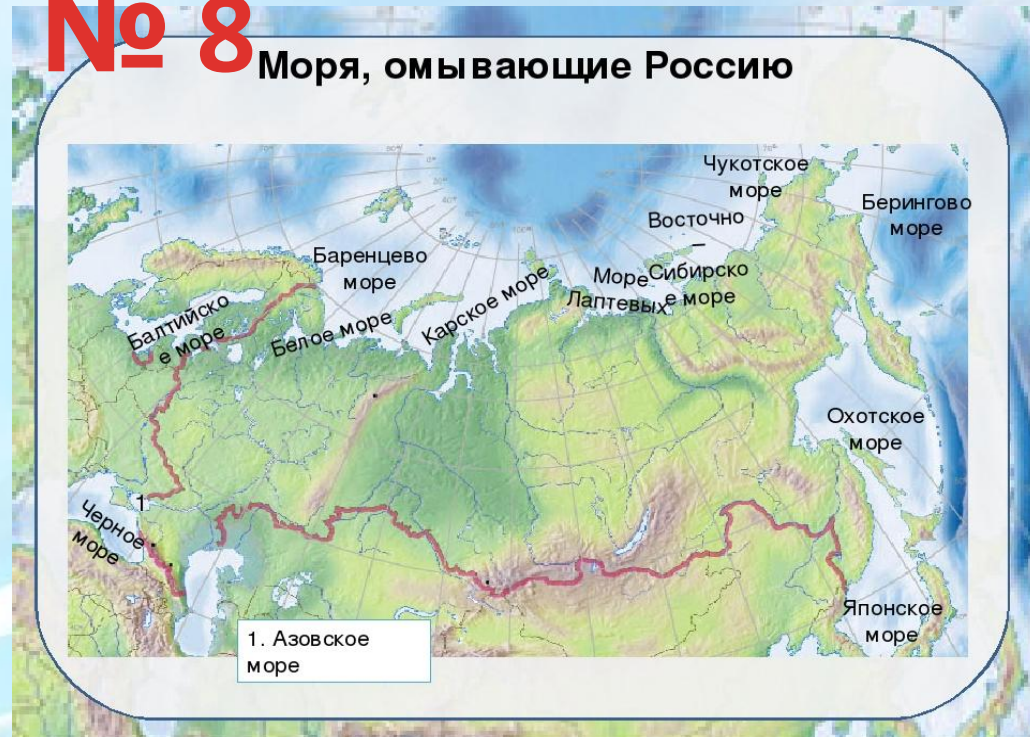 № 8
Моря, омывающие Россию
Чукотское
море
Берингово
море
Восточно
–
Сибирско
е море
Баренцево
море
Море
Лаптевых
Карское море
Балтийско
е море
Белое море
Охотское
море
1
Черное
море
Японское
море
1. Азовское
море